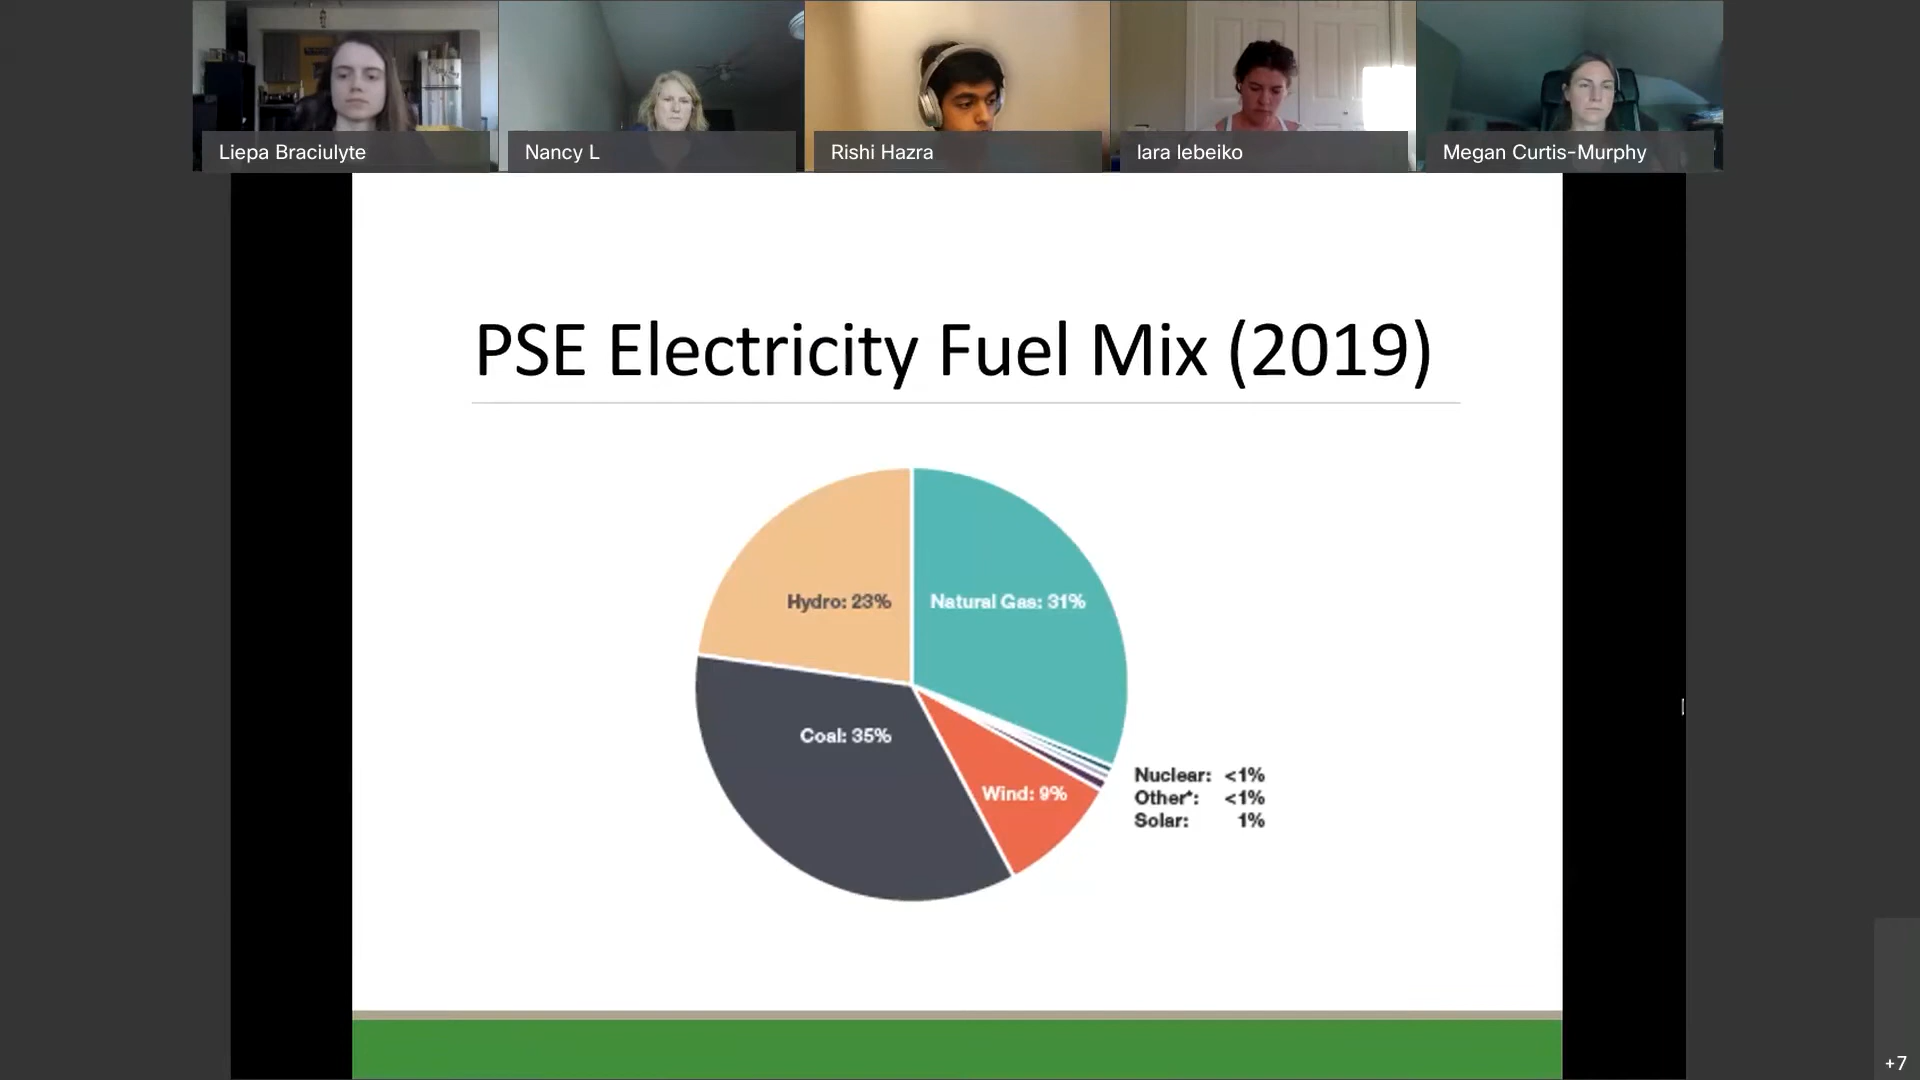 Liepa Braciulyte
Nancy L
Rishi Hazra
lara lebeiko
Megan Curtis-Murphy
PSE Electricity Fuel Mix (2019)
Hydro: 23%
Natural Gas: 31%
Coal: 35%
Wind: 9%
Nuclear: <1%
Other*: <1%
Solar: 1%
+7